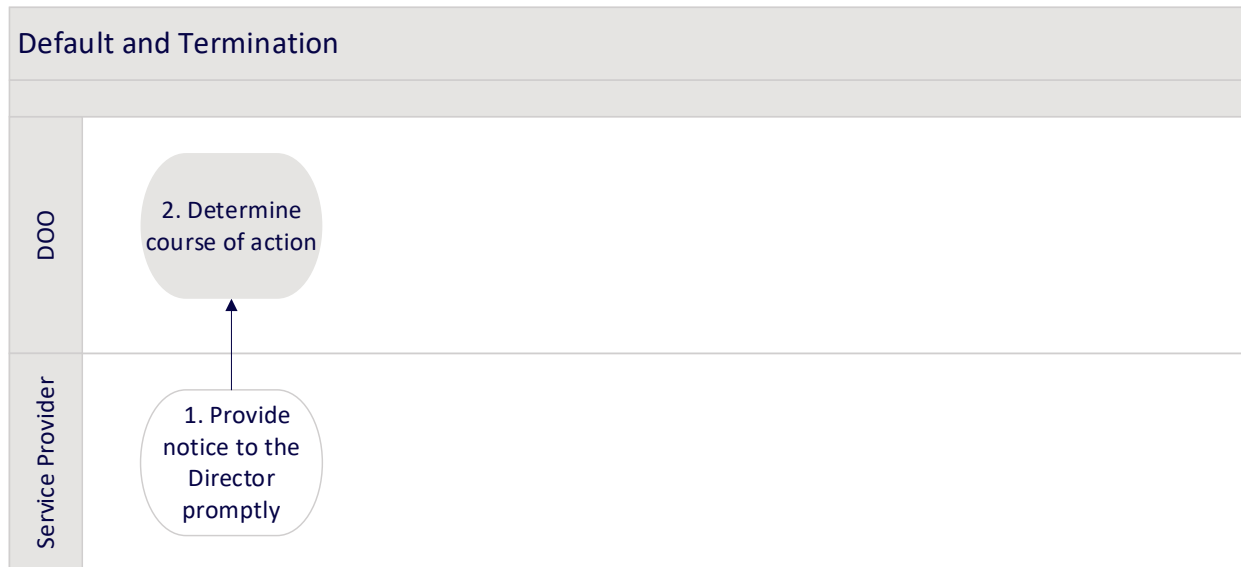 Default and Termination
DOO
2. Determine
course of action
Service Provider
1. Provide
notice to the
Director
promptly